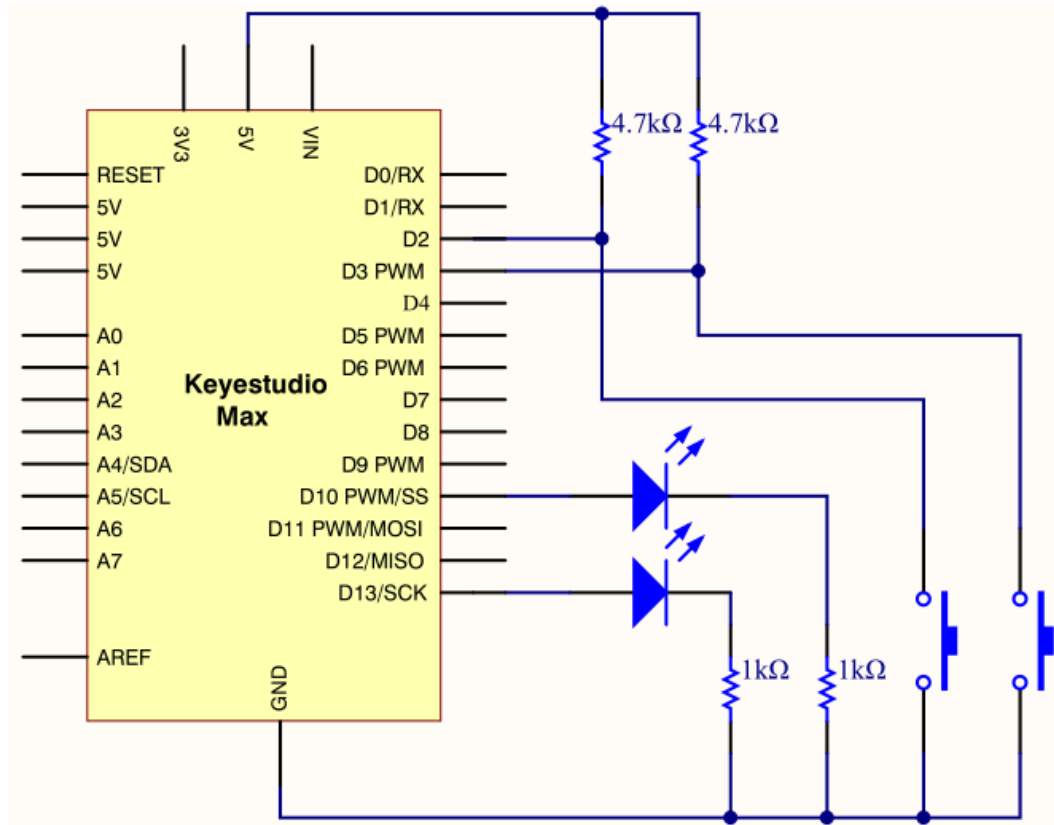 3V3
5V
VIN
4.7kΩ
4.7kΩ
RESET
5V
5V
5V
A0
A1
A2
A3
A4/SDA
A5/SCL
A6
A7
AREF
Keyestudio
Max
D0/RX
D1/RX
D2
D3 PWM
D4
D5 PWM
D6 PWM
D7
D8
D9 PWM
D10 PWM/SS
D11 PWM/MOSI
D12/MISO
D13/SCK
GND
1kΩ
1kΩ